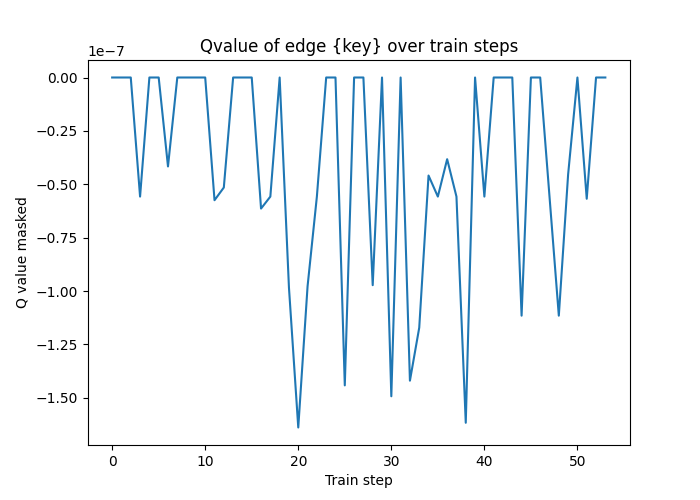 Qvalue of edge {key} over train steps
1e−7
0.00
−0.25
−0.50
−0.75
−1.00
−1.25
−1.50
Q value masked
0 10 20 30 40 50
Train step